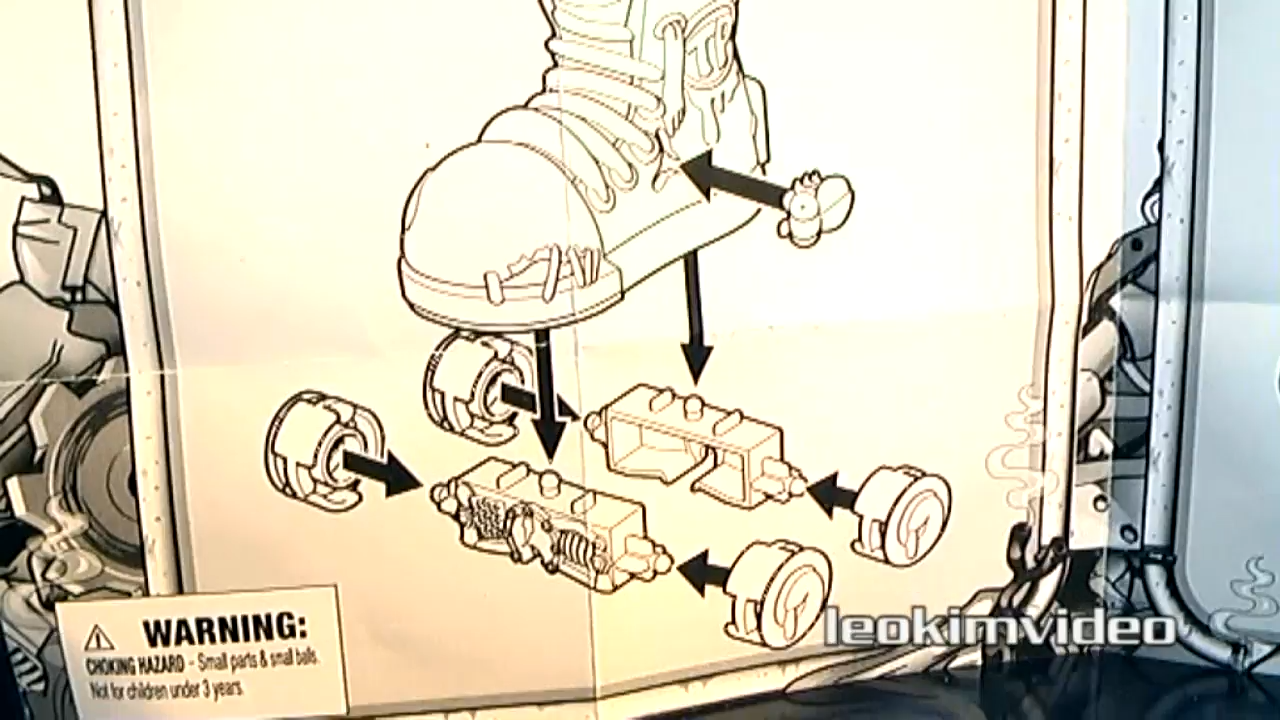 WARNING:
CHOKING HAZARD - Small parts & small balls.
Not for children under 3 years.
leokimvideo